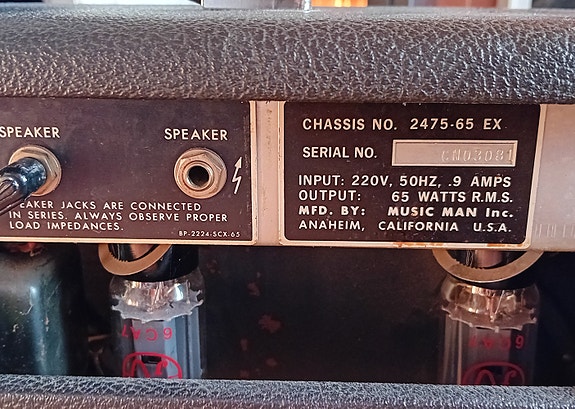 SPEAKER
SPEAKER
SPEAKER JACKS ARE CONNECTED
IN SERIES. ALWAYS OBSERVE PROPER
LOAD IMPEDANCES.
BP-2224-SCX-65
CHASSIS NO. 2475-65 EX
SERIAL NO. CN03081
INPUT: 220V, 50HZ, .9 AMPS
OUTPUT: 65 WATTS R.M.S.
MFD. BY: MUSIC MAN Inc.
ANAHEIM, CALIFORNIA U.S.A.